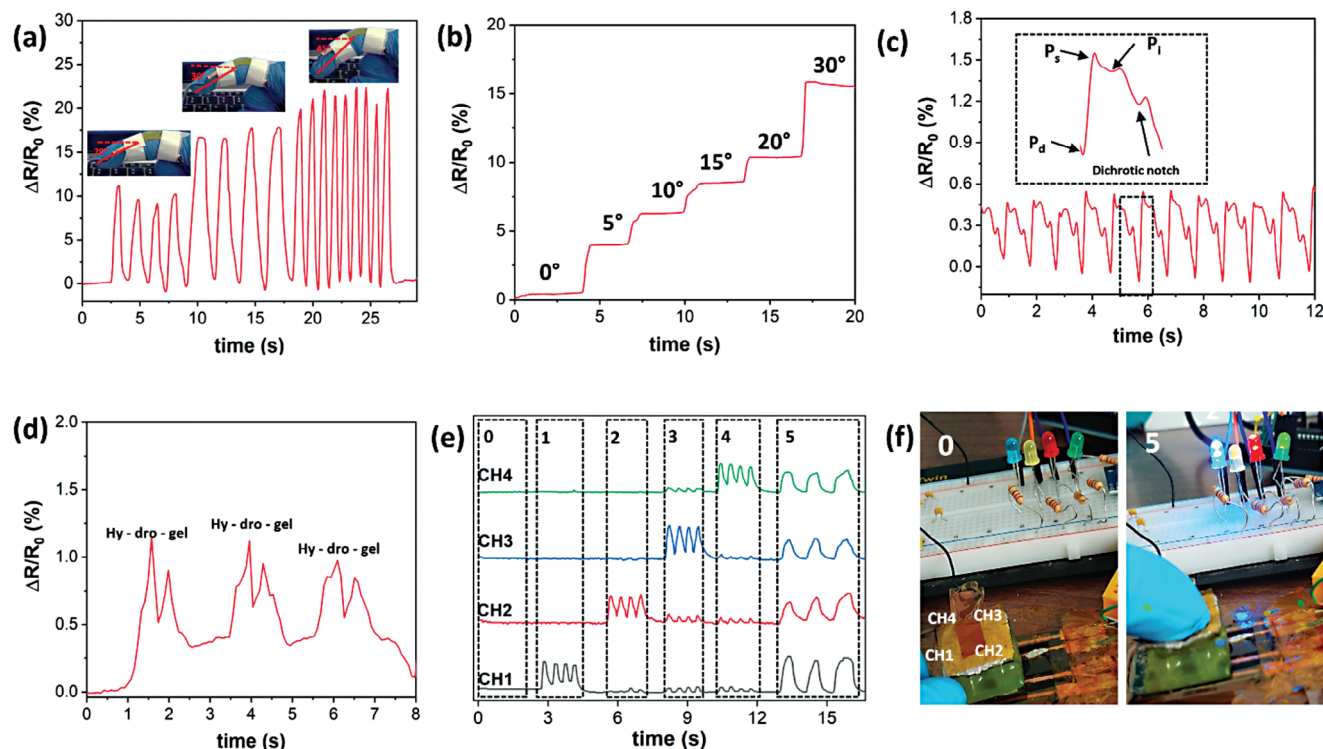 (a)
ΔR/R0 (%)
30
25
20
15
10
5
0
30°
45°
0 5 10 15 20 25
time (s)
(b)
ΔR/R0 (%)
20
15
10
5
0
0°
5°
10°
15°
20°
30°
0 5 10 15 20
time (s)
(c)
ΔR/R0 (%)
1.8
1.5
1.2
0.9
0.6
0.3
0.0
Ps
Pi
Pd
Dichrotic notch
0 2 4 6 8 10 12
time (s)
(d)
ΔR/R0 (%)
2.0
1.5
1.0
0.5
0.0
Hy - dro - gel
Hy - dro - gel
Hy - dro - gel
0 1 2 3 4 5 6 7 8
time (s)
(e)
0 1 2 3 4 5
CH4
CH3
CH2
CH1
0 3 6 9 12 15
time (s)
(f)
0
CH4 CH3
CH1 CH2
5